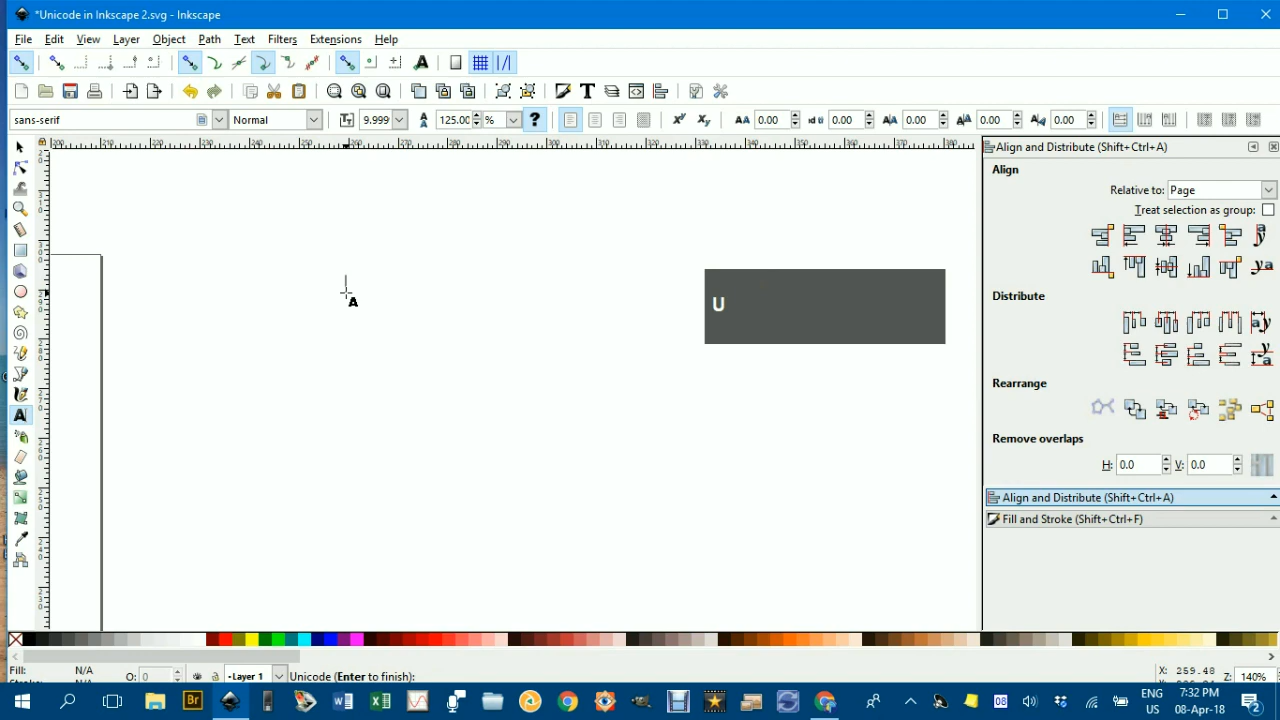 *Unicode in Inkscape 2.svg - Inkscape
File Edit View Layer Object Path Text Filters Extensions Help
sans-serif Normal 9.999 125.00 % ? 0.00 0.00 0.00 0.00 0.00
Align and Distribute (Shift+Ctrl+A)
Align
Relative to: Page
Treat selection as group:
Distribute
Rearrange
Remove overlaps
H: 0.0 V: 0.0
Align and Distribute (Shift+Ctrl+A)
Fill and Stroke (Shift+Ctrl+F)
U
A
Fill: N/A O: 0 Layer 1 Unicode (Enter to finish): X: 259.48 Z: 140%
Br
ENG 7:32 PM
US 08-Apr-18
08
2